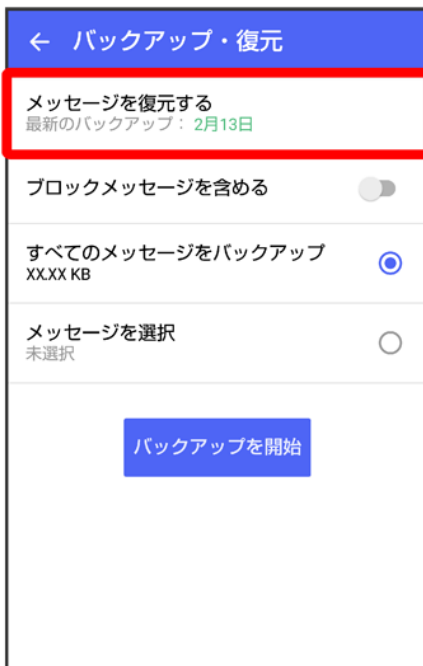 ← バックアップ・復元
メッセージを復元する
最新のバックアップ： 2月13日
ブロックメッセージを含める
すべてのメッセージをバックアップ
XX.XX KB
メッセージを選択
未選択
バックアップを開始